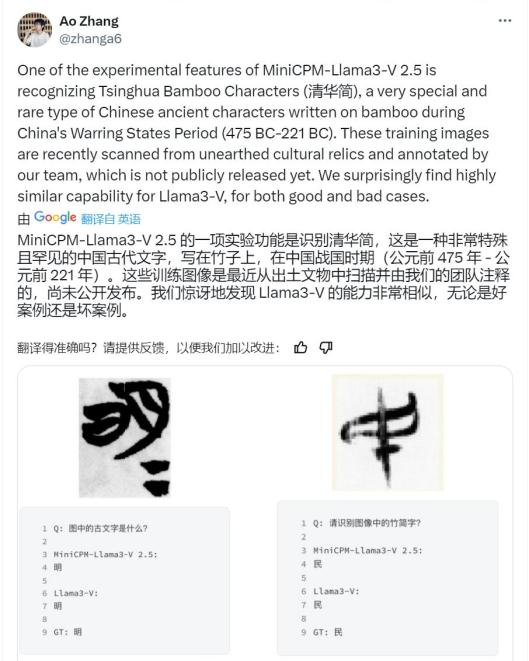 Ao Zhang
@zhanga6
One of the experimental features of MiniCPM-Llama3-V 2.5 is
recognizing Tsinghua Bamboo Characters (清华简), a very special and
rare type of Chinese ancient characters written on bamboo during
China's Warring States Period (475 BC-221 BC). These training images
are recently scanned from unearthed cultural relics and annotated by
our team, which is not publicly released yet. We surprisingly find highly
similar capability for Llama3-V, for both good and bad cases.
由 Google 翻译自 英语
MiniCPM-Llama3-V 2.5 的一项实验功能是识别清华简，这是一种非常特殊
且罕见的中国古代文字，写在竹子上，在中国战国时期（公元前 475 年 - 公
元前 221 年）。这些训练图像是最近从出土文物中扫描并由我们的团队注释
的，尚未公开发布。我们惊讶地发现 Llama3-V 的能力非常相似，无论是好
案例还是坏案例。
翻译得准确吗？请提供反馈，以便我们加以改进：
明
1 Q: 图中的古文字是什么?
2
3 MiniCPM-Llama3-V 2.5:
4 明
5
6 Llama3-V:
7 明
8
9 GT: 明
民
1 Q: 请识别图像中的竹简字?
2
3 MiniCPM-Llama3-V 2.5:
4 民
5
6 Llama3-V:
7 民
8
9 GT: 民